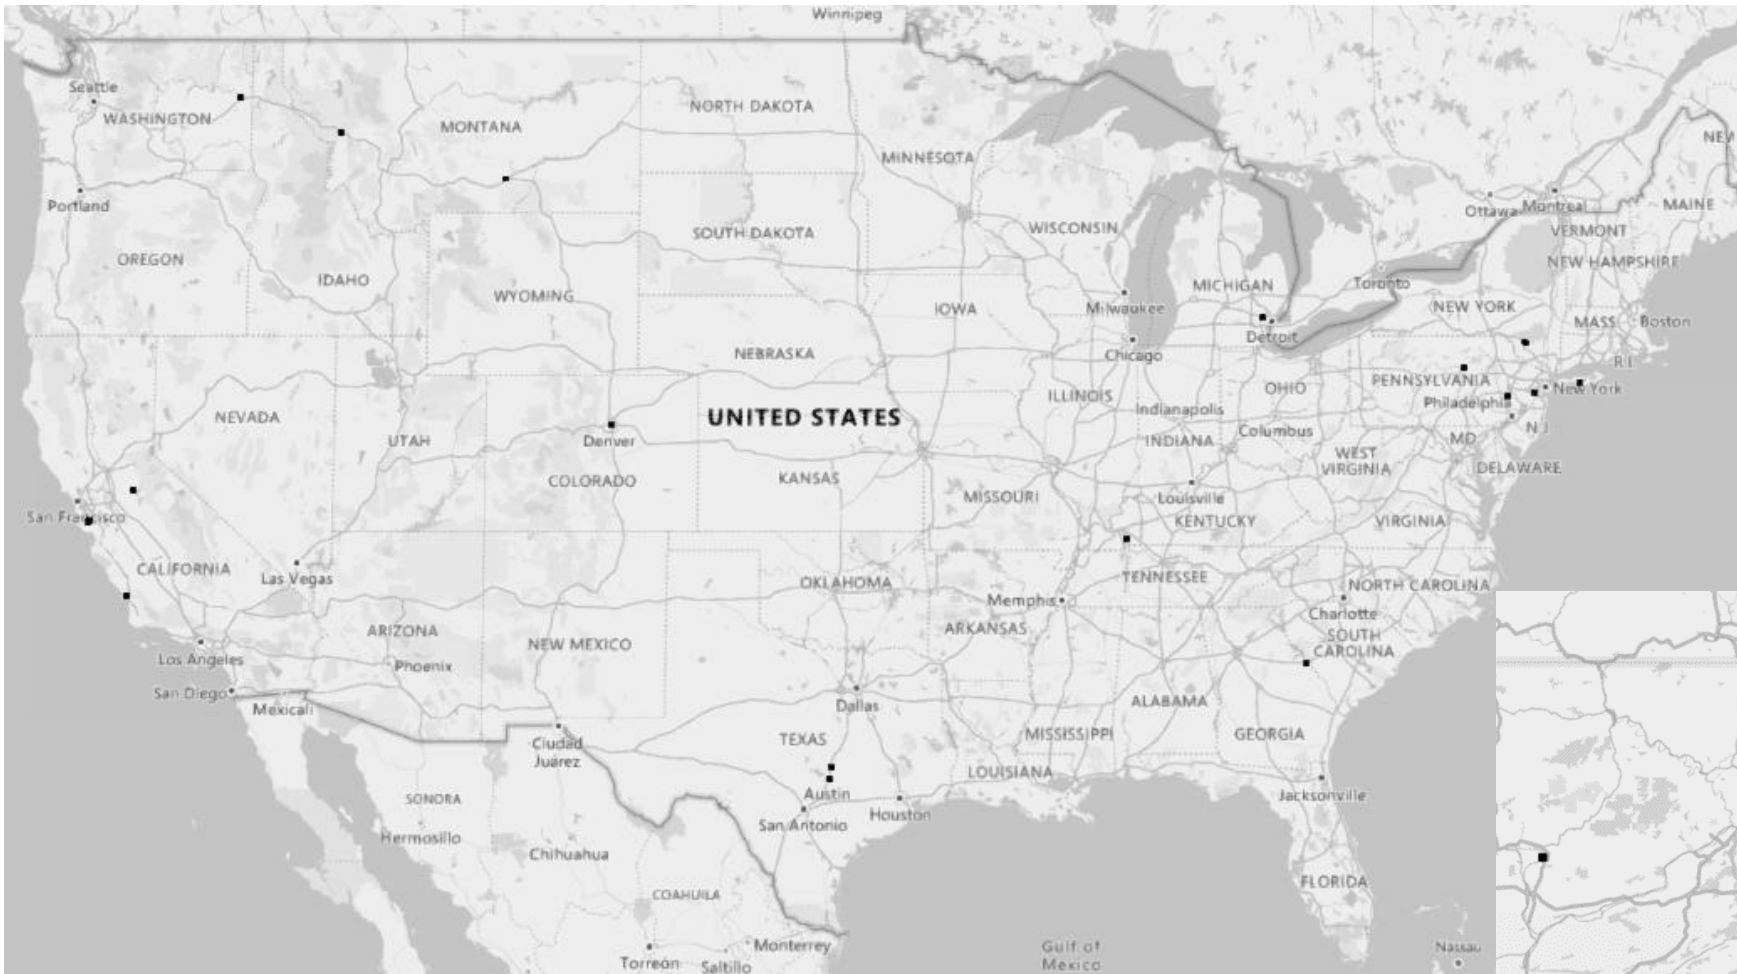 Winnipeg
Seattle
WASHINGTON
MONTANA
NORTH DAKOTA
MINNESOTA
NEW
Portland
Ottawa
Montreal
MAINE
OREGON
IDAHO
WYOMING
SOUTH DAKOTA
WISCONSIN
VERMONT
NEW HAMPSHIRE
MICHIGAN
Toronto
IOWA
Milwaukee
NEW YORK
MASS
Boston
Detroit
NEBRASKA
Chicago
R.I.
PENNSYLVANIA
New York
OHIO
ILLINOIS
Indianapolis
Philadelphia
NEVADA
UNITED STATES
UTAH
Denver
INDIANA
Columbus
N.J.
MD
DELAWARE
WEST
VIRGINIA
COLORADO
KANSAS
MISSOURI
Louisville
San Francisco
KENTUCKY
VIRGINIA
CALIFORNIA
Las Vegas
OKLAHOMA
TENNESSEE
NORTH CAROLINA
Memphis
Charlotte
ARIZONA
NEW MEXICO
ARKANSAS
SOUTH
CAROLINA
Los Angeles
Phoenix
San Diego
Mexicali
Dallas
ALABAMA
Ciudad
Juárez
TEXAS
MISSISSIPPI
GEORGIA
LOUISIANA
Austin
Jacksonville
SONORA
San Antonio
Houston
Hermosillo
Chihuahua
COAHUILA
FLORIDA
Monterrey
Gulf of
Mexico
Nassau
Torreón
Saltillo